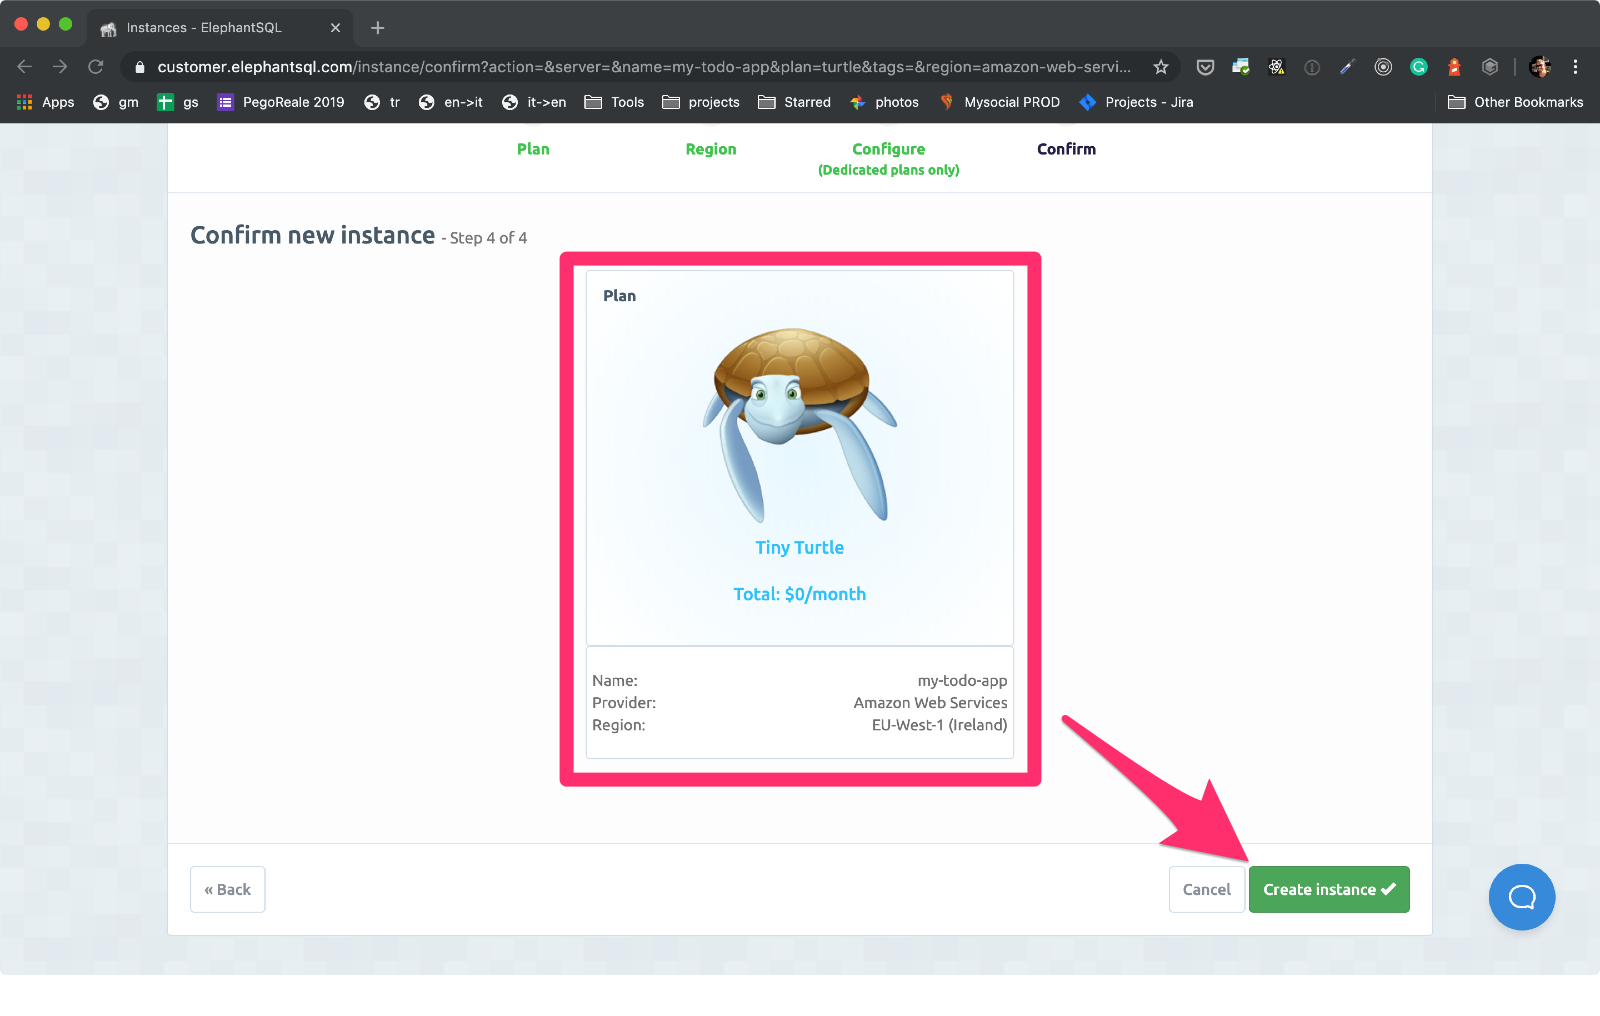 Instances - ElephantSQL
customer.elephantsql.com/instance/confirm?action=&server=&name=my-todo-app&plan=turtle&tags=&region=amazon-web-servi...
Apps gm gs PegoReale 2019 tr en->it it->en Tools projects Starred photos Mysocial PROD Projects - Jira Other Bookmarks
Plan Region Configure Confirm
(Dedicated plans only)
Confirm new instance - Step 4 of 4
Plan
Tiny Turtle
Total: $0/month
Name: my-todo-app
Provider: Amazon Web Services
Region: EU-West-1 (Ireland)
« Back Cancel Create instance